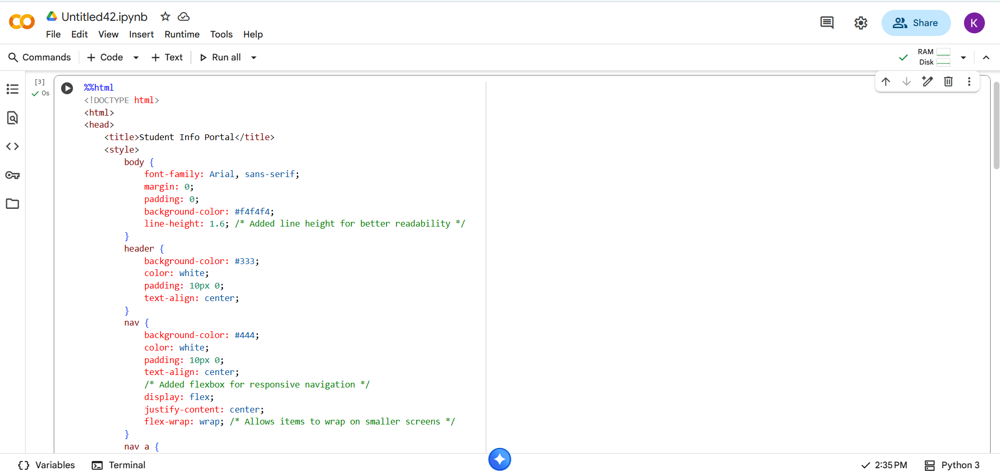 Untitled42.ipynb
File Edit View Insert Runtime Tools Help
Share
K
Commands
+ Code
+ Text
Run all
RAM
Disk
[3]
0s
%%html
<!DOCTYPE html>
<html>
<head>
    <title>Student Info Portal</title>
    <style>
        body {
            font-family: Arial, sans-serif;
            margin: 0;
            padding: 0;
            background-color: #f4f4f4;
            line-height: 1.6; /* Added line height for better readability */
        }
        header {
            background-color: #333;
            color: white;
            padding: 10px 0;
            text-align: center;
        }
        nav {
            background-color: #444;
            color: white;
            padding: 10px 0;
            text-align: center;
            /* Added flexbox for responsive navigation */
            display: flex;
            justify-content: center;
            flex-wrap: wrap; /* Allows items to wrap on smaller screens */
        }
        nav a {
Variables
Terminal
2:35 PM
Python 3